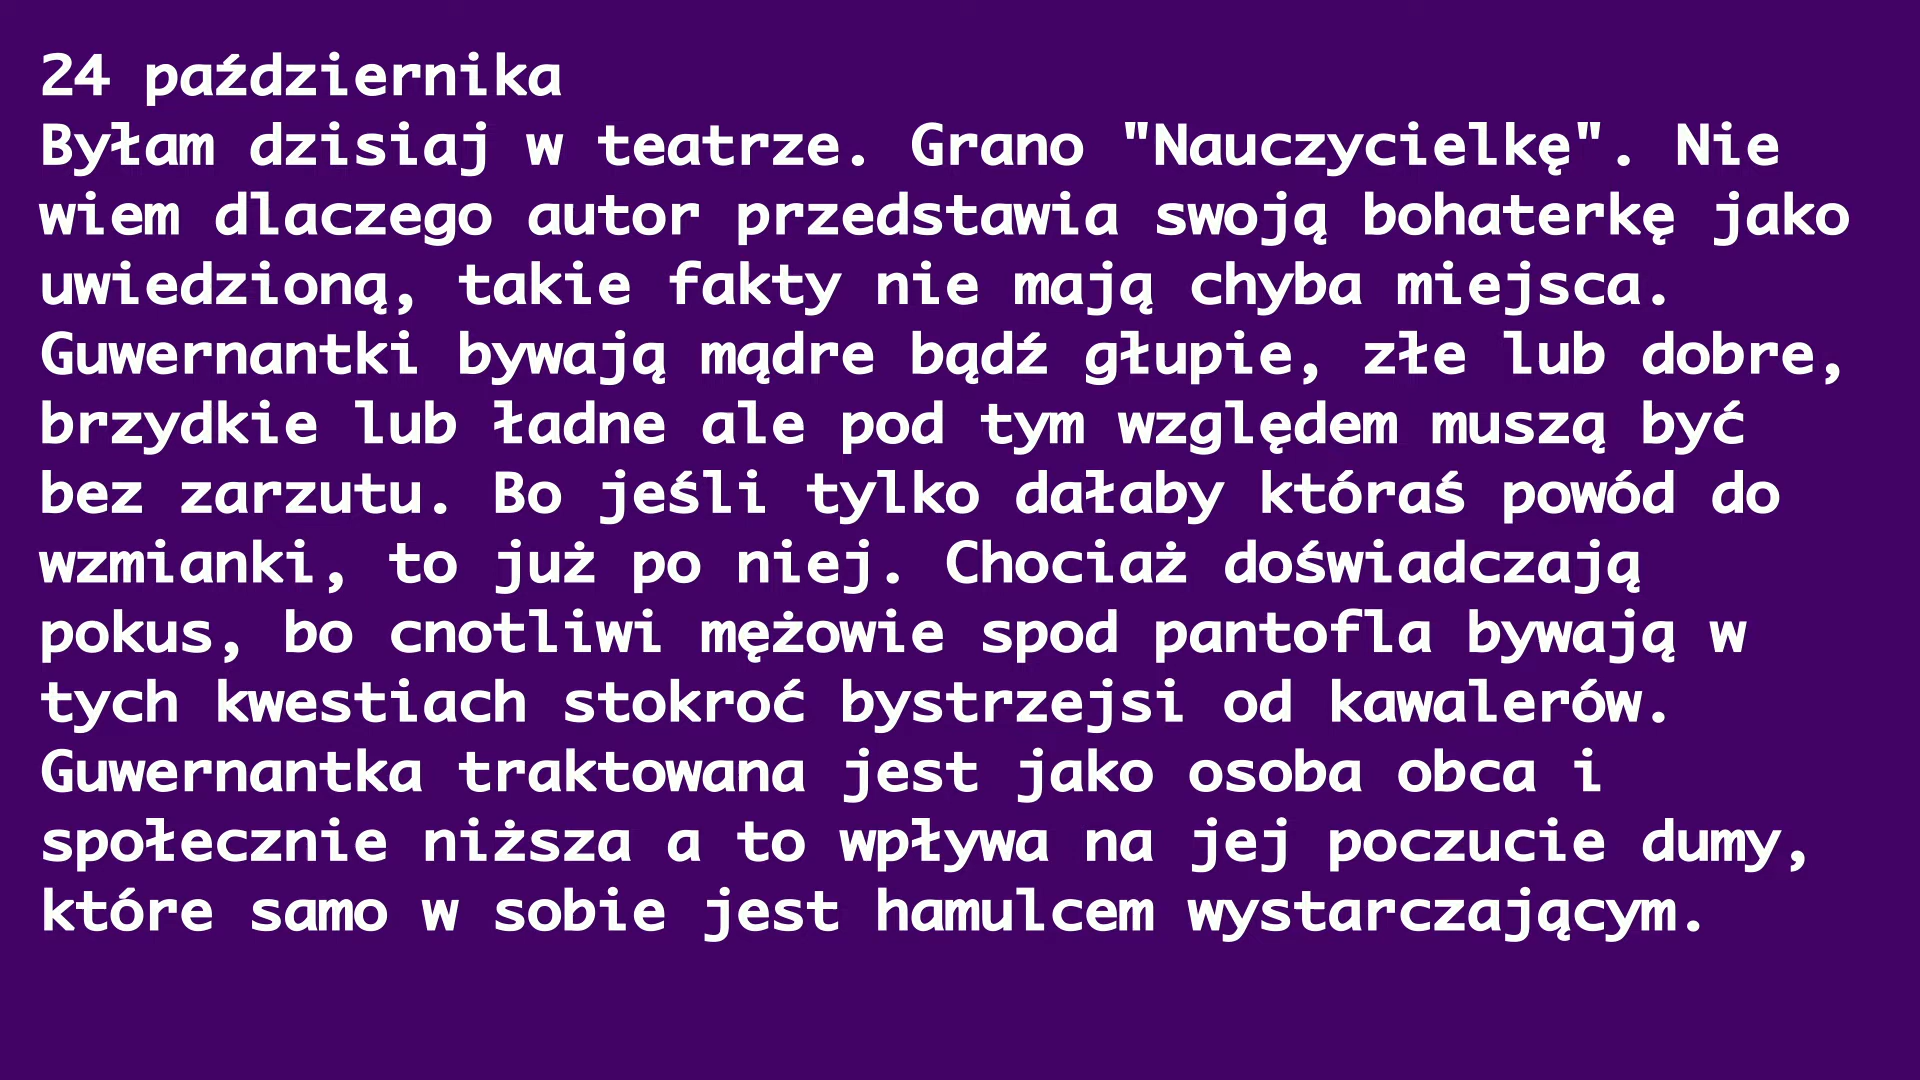 24 października
Byłam dzisiaj w teatrze. Grano "Nauczycielkę". Nie
wiem dlaczego autor przedstawia swoją bohaterkę jako
uwiedzioną, takie fakty nie mają chyba miejsca.
Guwernantki bywają mądre bądź głupie, złe lub dobre,
brzydkie lub ładne ale pod tym względem muszą być
bez zarzutu. Bo jeśli tylko dałaby któraś powód do
wzmianki, to już po niej. Chociaż doświadczają
pokus, bo cnotliwi mężowie spod pantofla bywają w
tych kwestiach stokroć bystrzejsi od kawalerów.
Guwernantka traktowana jest jako osoba obca i
społecznie niższa a to wpływa na jej poczucie dumy,
które samo w sobie jest hamulcem wystarczającym.